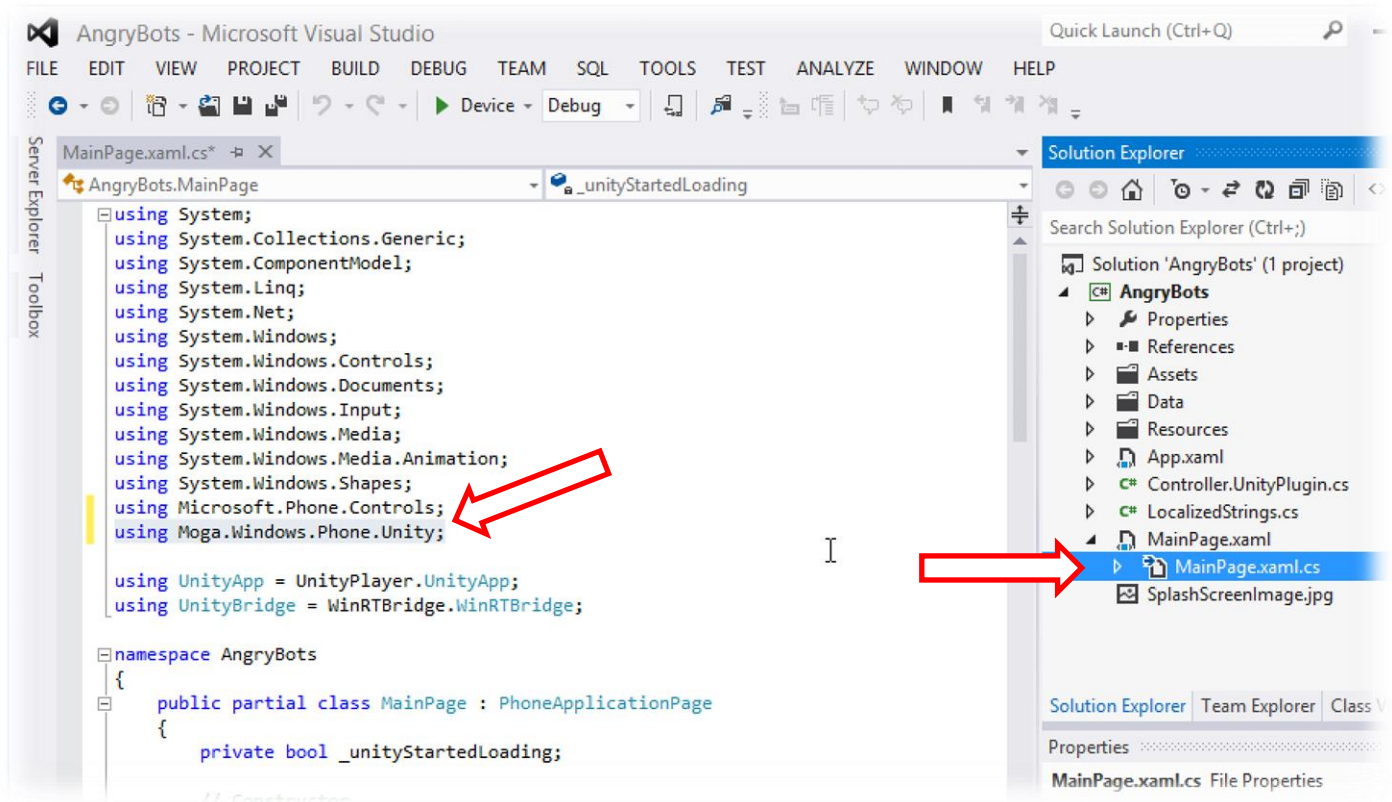 AngryBots - Microsoft Visual Studio
Quick Launch (Ctrl+Q)
FILE EDIT VIEW PROJECT BUILD DEBUG TEAM SQL TOOLS TEST ANALYZE WINDOW HELP
Device Debug
Server Explorer
Toolbox
MainPage.xaml.cs*
AngryBots.MainPage
_unityStartedLoading
using System;
using System.Collections.Generic;
using System.ComponentModel;
using System.Linq;
using System.Net;
using System.Windows;
using System.Windows.Controls;
using System.Windows.Documents;
using System.Windows.Input;
using System.Windows.Media;
using System.Windows.Media.Animation;
using System.Windows.Shapes;
using Microsoft.Phone.Controls;
using Moga.Windows.Phone.Unity;
using UnityApp = UnityPlayer.UnityApp;
using UnityBridge = WinRTBridge.WinRTBridge;
namespace AngryBots
{
public partial class MainPage : PhoneApplicationPage
{
private bool _unityStartedLoading;
// Constructor
Solution Explorer
Search Solution Explorer (Ctrl+;)
Solution 'AngryBots' (1 project)
C# AngryBots
Properties
References
Assets
Data
Resources
App.xaml
C# Controller.UnityPlugin.cs
C# LocalizedStrings.cs
MainPage.xaml
MainPage.xaml.cs
SplashScreenImage.jpg
Solution Explorer Team Explorer Class
Properties
MainPage.xaml.cs File Properties